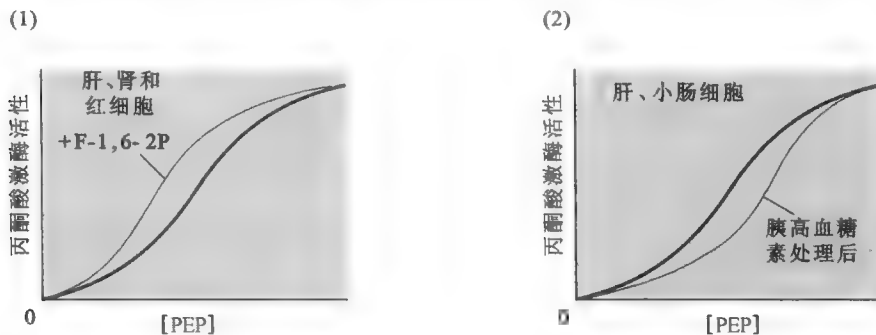 (1)
丙酮酸激酶活性
肝、肾和
红细胞
+F-1,6-2P
0
[PEP]
(2)
丙酮酸激酶活性
肝、小肠细胞
胰高血糖
素处理后
0
[PEP]